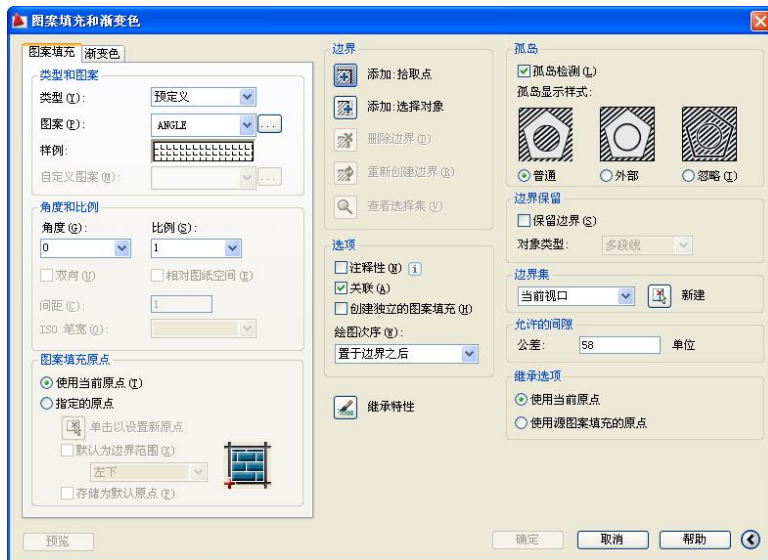 图案填充和渐变色
图案填充 渐变色
类型和图案
类型(Y): 预定义
图案(P): ANGLE ...
样例:
自定义图案(M): ...
角度和比例
角度(G): 比例(S):
0 1
双向(U) 相对图纸空间(E)
间距(C): 1
ISO 笔宽(O):
图案填充原点
使用当前原点(T)
指定的原点
单击以设置新原点
默认为边界范围(X)
左下
存储为默认原点(F)
预览
边界
添加:拾取点
添加:选择对象
删除边界(D)
重新创建边界(R)
查看选择集(V)
选项
注释性(N) i
关联(A)
创建独立的图案填充(H)
绘图次序(W):
置于边界之后
继承特性
孤岛
孤岛检测(L)
孤岛显示样式:
普通 外部 忽略(I)
边界保留
保留边界(S)
对象类型: 多段线
边界集
当前视口 新建
允许的间隙
公差: 58 单位
继承选项
使用当前原点
使用源图案填充的原点
确定 取消 帮助